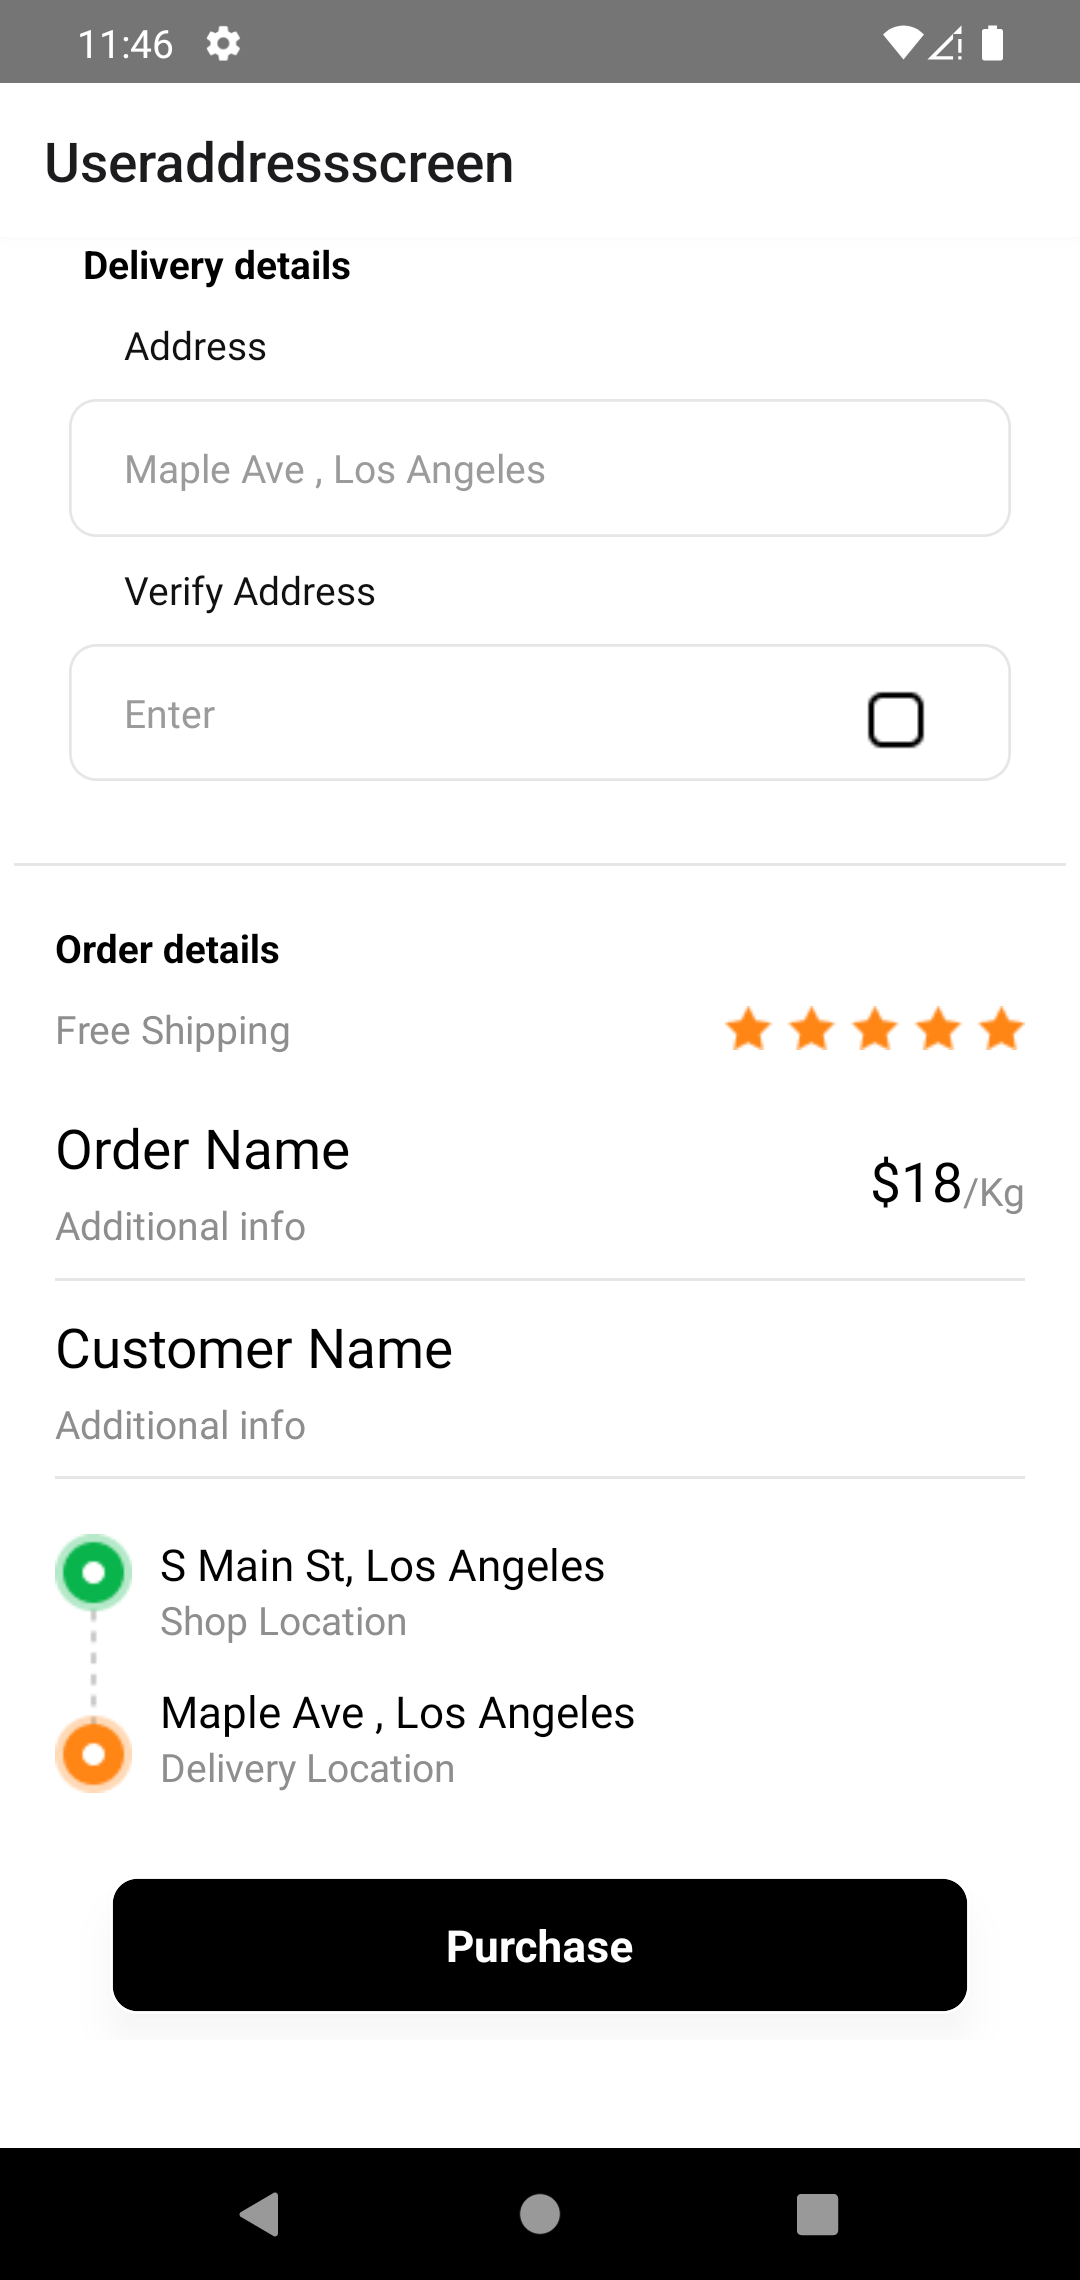 11:46
Useraddressscreen
Delivery details
Address
Maple Ave , Los Angeles
Verify Address
Enter
Order details
Free Shipping
Order Name
$18/Kg
Additional info
Customer Name
Additional info
S Main St, Los Angeles
Shop Location
Maple Ave , Los Angeles
Delivery Location
Purchase